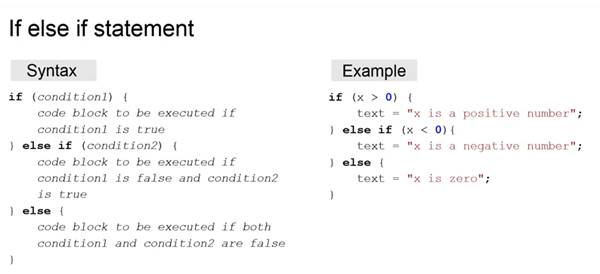 If else if statement
Syntax
if (condition1) {
code block to be executed if
condition1 is true
} else if (condition2) {
code block to be executed if
condition1 is false and condition2
is true
} else {
code block to be executed if both
condition1 and condition2 are false
}
Example
if (x > 0) {
text = "x is a positive number";
} else if (x < 0){
text = "x is a negative number";
} else {
text = "x is zero";
}